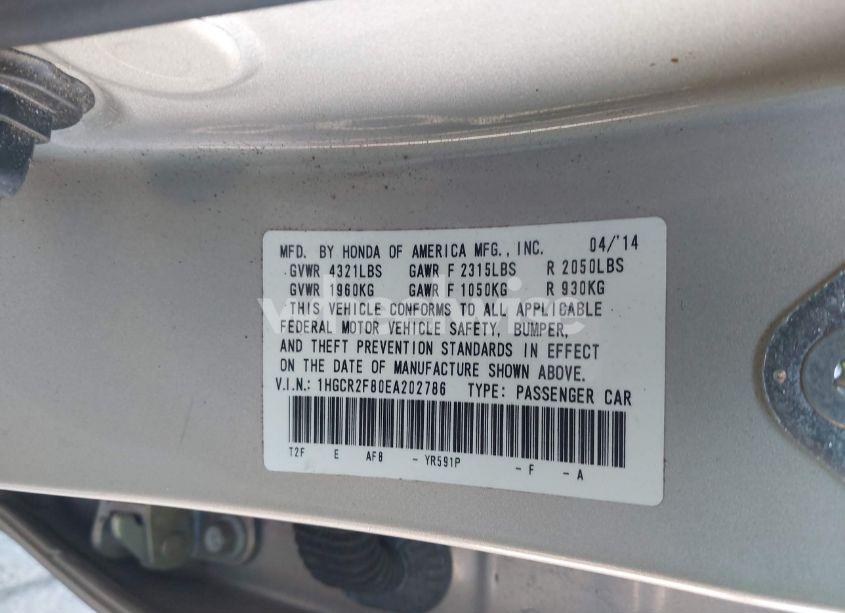 MFD. BY HONDA OF AMERICA MFG., INC. 04/'14
GVWR 4321LBS GAWR F 2315LBS R 2050LBS
GVWR 1960KG GAWR F 1050KG R 930KG
THIS VEHICLE CONFORMS TO ALL APPLICABLE
FEDERAL MOTOR VEHICLE SAFETY, BUMPER,
AND THEFT PREVENTION STANDARDS IN EFFECT
ON THE DATE OF MANUFACTURE SHOWN ABOVE.
V.I.N.: 1HGCR2F80EA202786 TYPE: PASSENGER CAR
T2F E AF8 - YR591P - F - A